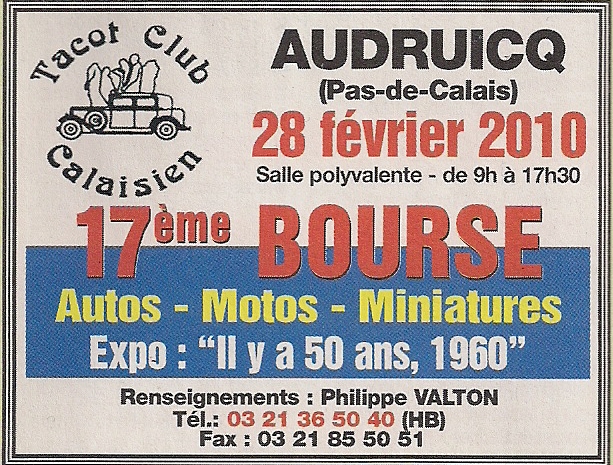 Tacot Club
Calaisien
AUDRUICQ
(Pas-de-Calais)
28 février 2010
Salle polyvalente - de 9h à 17h30
17ème BOURSE
Autos - Motos - Miniatures
Expo : “Il y a 50 ans, 1960”
Renseignements : Philippe VALTON
Tél.: 03 21 36 50 40 (HB)
Fax : 03 21 85 50 51